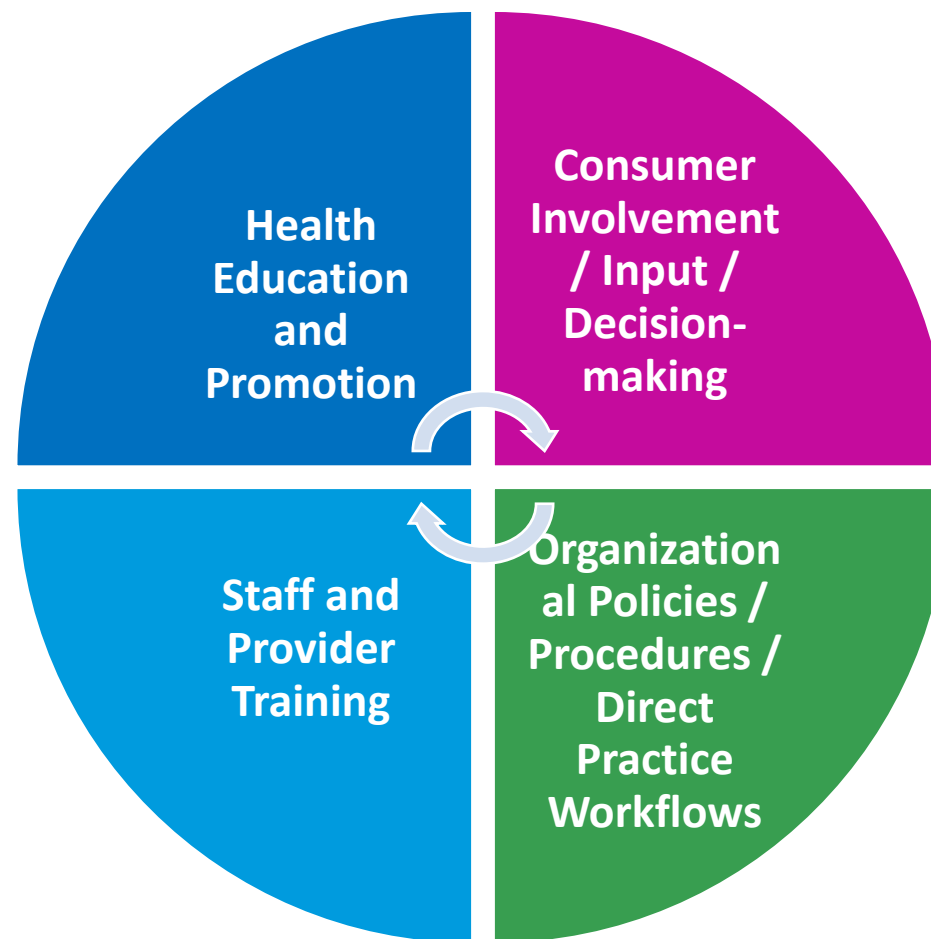 Health
Education
and
Promotion
Consumer
Involvement
/ Input /
Decision-
making
Staff and
Provider
Training
Organization
al Policies /
Procedures /
Direct
Practice
Workflows